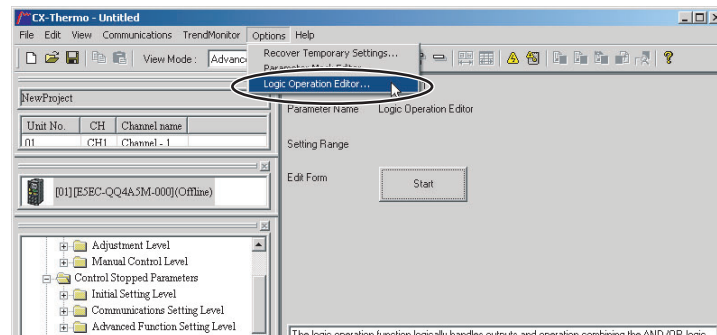 CX-Thermo - Untitled
File Edit View Communications TrendMonitor Options Help
View Mode : Advanc
Recover Temporary Settings...
Parameter Mask Editor...
Logic Operation Editor...
NewProject
Unit No. CH Channel name
01 CH1 Channel - 1
[01][E5EC-QQ4A5M-000](Offline)
Adjustment Level
Manual Control Level
Control Stopped Parameters
Initial Setting Level
Communications Setting Level
Advanced Function Setting Level
Parameter Name Logic Operation Editor
Setting Range
Edit Form Start
The logic operation function logically handles outputs and operation combining the AND /OR logic